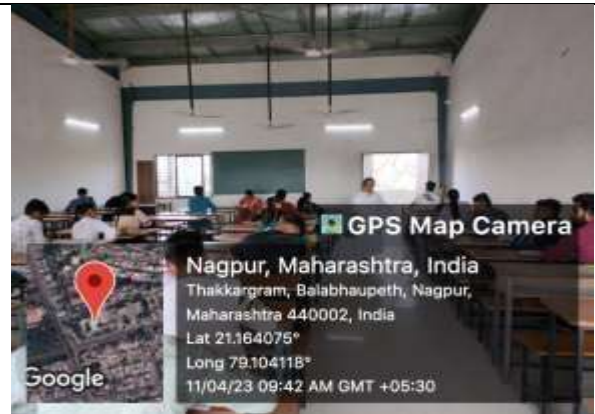 GPS Map Camera
Nagpur, Maharashtra, India
Thakkargram, Balabhaupeth, Nagpur,
Maharashtra 440002, India
Lat 21.164075°
Long 79.104118°
11/04/23 09:42 AM GMT +05:30
Google